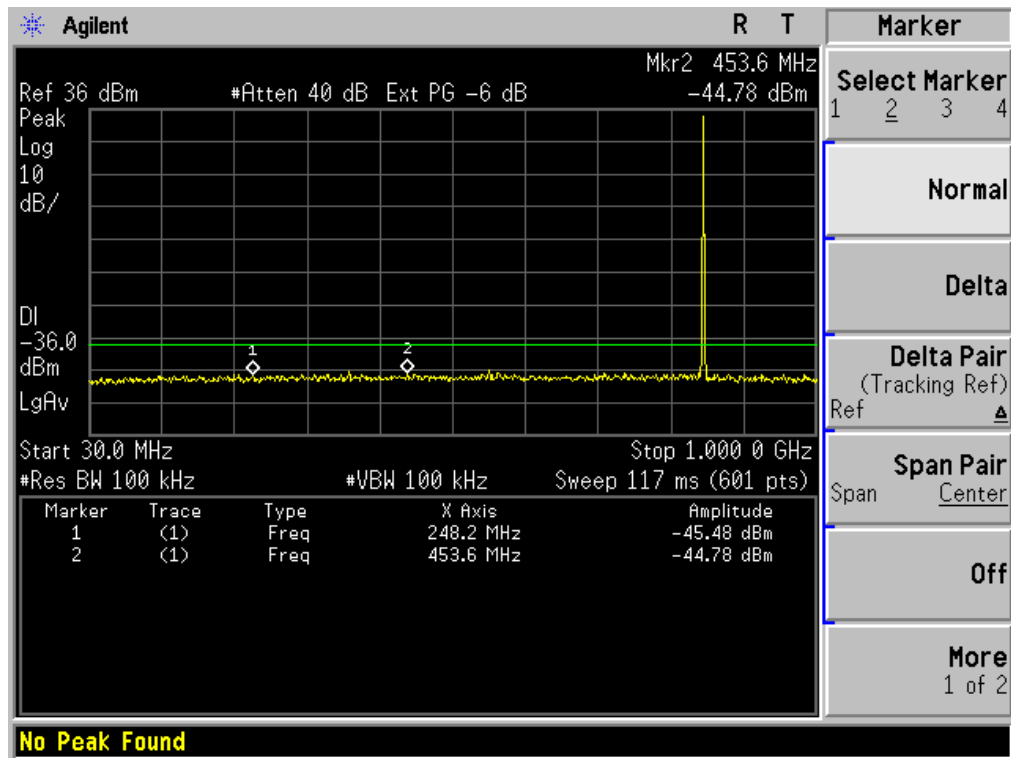 Agilent R T
Mkr2 453.6 MHz
Ref 36 dBm #Atten 40 dB Ext PG -6 dB -44.78 dBm
Peak
Log
10
dB/
DI
-36.0
dBm
LgAv
1 2
Start 30.0 MHz Stop 1.000 0 GHz
#Res BW 100 kHz #VBW 100 kHz Sweep 117 ms (601 pts)
Marker Trace Type X Axis Amplitude
1 (1) Freq 248.2 MHz -45.48 dBm
2 (1) Freq 453.6 MHz -44.78 dBm
No Peak Found
Marker
Select Marker
1 2 3 4
Normal
Delta
Delta Pair
(Tracking Ref)
Ref Δ
Span Pair
Span Center
Off
More
1 of 2